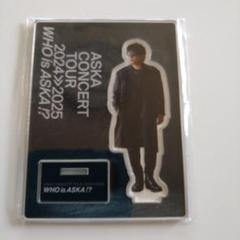 ASKA
CONCERT
TOUR
2024>>2025
WHO is ASKA !?
WHO is ASKA !?